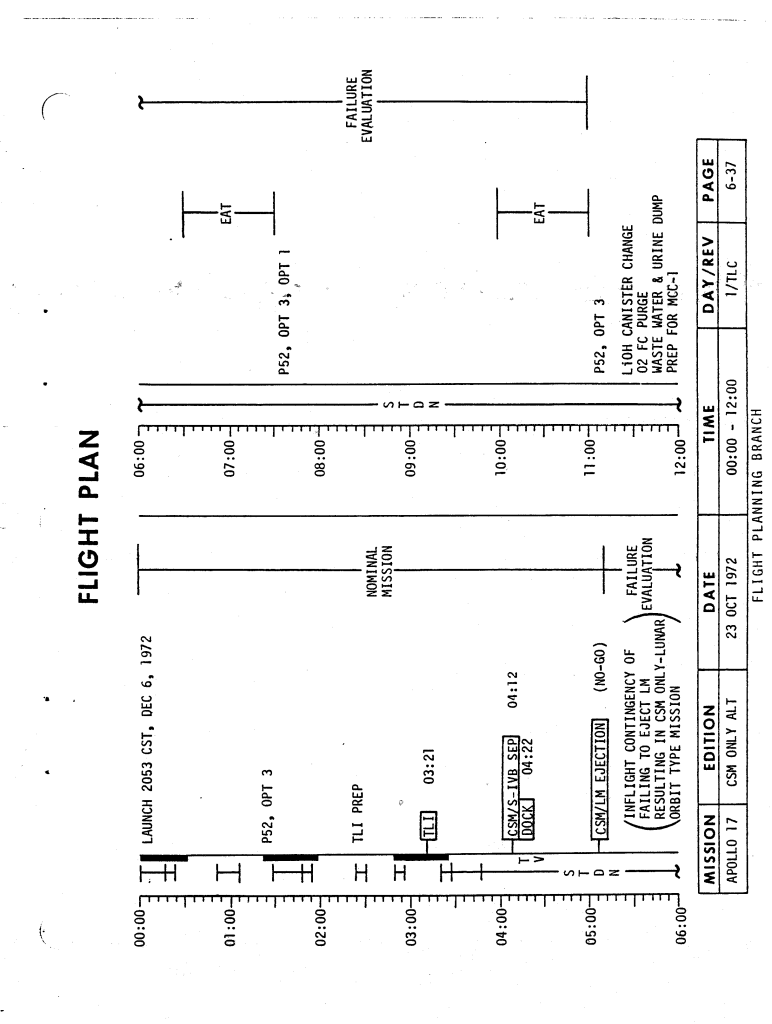 FLIGHT PLAN
00:00
01:00
02:00
03:00
04:00
05:00
06:00
LAUNCH 2053 CST, DEC 6, 1972
P52, OPT 3
TLI PREP
TLI 03:21
CSM/S-IVB SEP 04:12
DOCK 04:22
CSM/LM EJECTION (NO-GO)
(INFLIGHT CONTINGENCY OF
FAILING TO EJECT LM
RESULTING IN CSM ONLY-LUNAR
ORBIT TYPE MISSION)
TV
STDN
NOMINAL
MISSION
FAILURE
EVALUATION
06:00
07:00
08:00
09:00
10:00
11:00
12:00
STDN
EAT
P52, OPT 3, OPT 1
EAT
P52, OPT 3
LiOH CANISTER CHANGE
O2 FC PURGE
WASTE WATER & URINE DUMP
PREP FOR MCC-1
FAILURE
EVALUATION
MISSION EDITION DATE TIME DAY/REV PAGE
APOLLO 17 CSM ONLY ALT 23 OCT 1972 00:00 - 12:00 1/TLC 6-37
FLIGHT PLANNING BRANCH